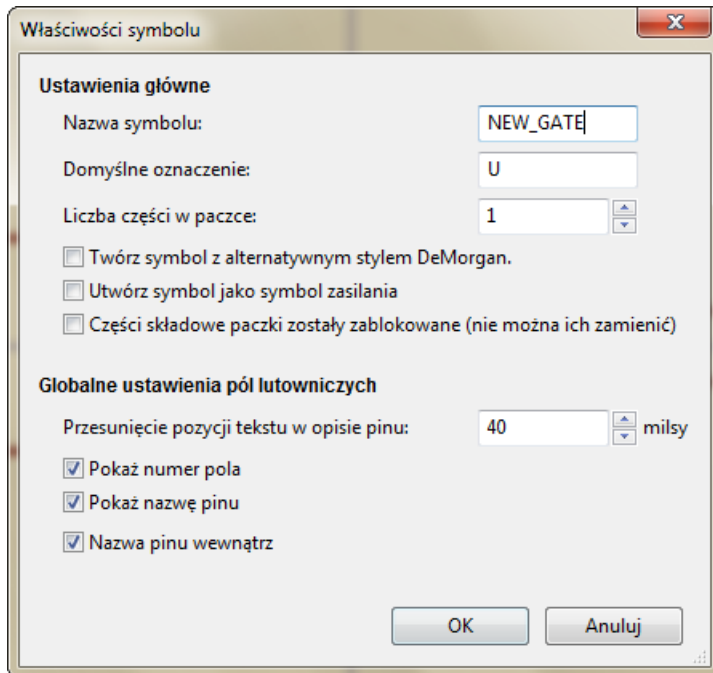 Właściwości symbolu
Ustawienia główne
Nazwa symbolu: NEW_GATE
Domyślne oznaczenie: U
Liczba części w paczce: 1
Twórz symbol z alternatywnym stylem DeMorgan.
Utwórz symbol jako symbol zasilania
Części składowe paczki zostały zablokowane (nie można ich zamienić)
Globalne ustawienia pól lutowniczych
Przesunięcie pozycji tekstu w opisie pinu: 40 milsy
Pokaż numer pola
Pokaż nazwę pinu
Nazwa pinu wewnątrz
OK Anuluj